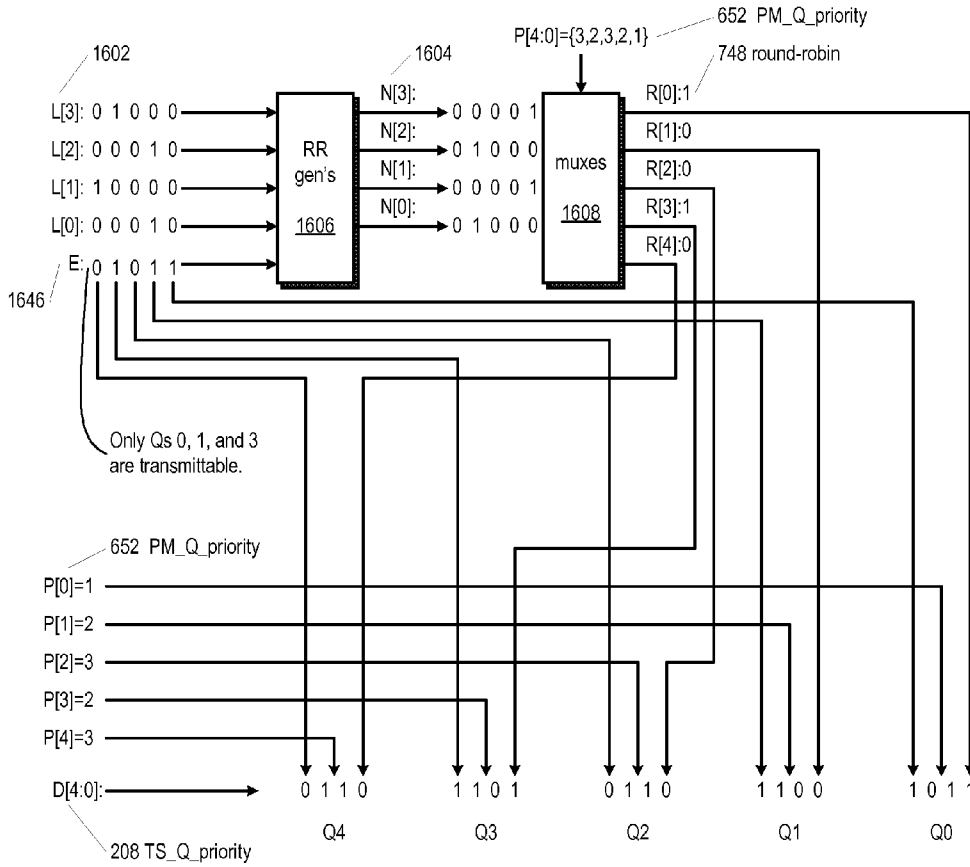 652 PM_Q_priority
P[4:0]={3,2,3,2,1}
1602
1604
748 round-robin
L[3]: 0 1 0 0 0
N[3]: 0 0 0 0 1
R[0]:1
L[2]: 0 0 0 1 0
N[2]: 0 1 0 0 0
R[1]:0
L[1]: 1 0 0 0 0
N[1]: 0 0 0 0 1
R[2]:0
L[0]: 0 0 0 1 0
N[0]: 0 1 0 0 0
R[3]:1
RR
gen's
1606
muxes
1608
R[4]:0
E: 0 1 0 1 1
1646
Only Qs 0, 1, and 3
are transmittable.
652 PM_Q_priority
P[0]=1
P[1]=2
P[2]=3
P[3]=2
P[4]=3
D[4:0]: 0 1 1 0 1 1 0 1 0 1 1 0 1 1 0 0 1 0 1 1
Q4 Q3 Q2 Q1 Q0
208 TS_Q_priority